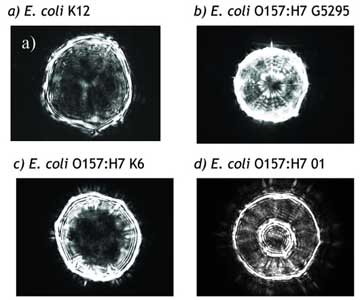 a) E. coli K12
b) E. coli O157:H7 G5295
a)
c) E. coli O157:H7 K6
d) E. coli O157:H7 01